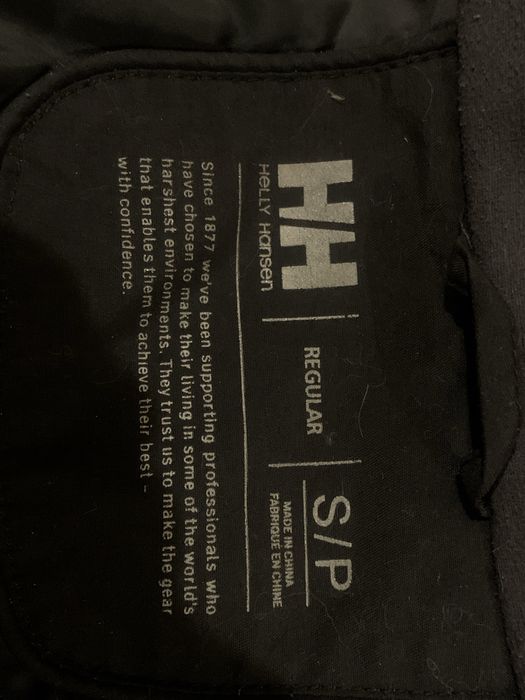 H/H
HELLY HANSEN
REGULAR
S/P
MADE IN CHINA
FABRIQUÉ EN CHINE
Since 1877 we've been supporting professionals who
have chosen to make their living in some of the world's
harshest environments. They trust us to make the gear
that enables them to achieve their best –
with confidence.